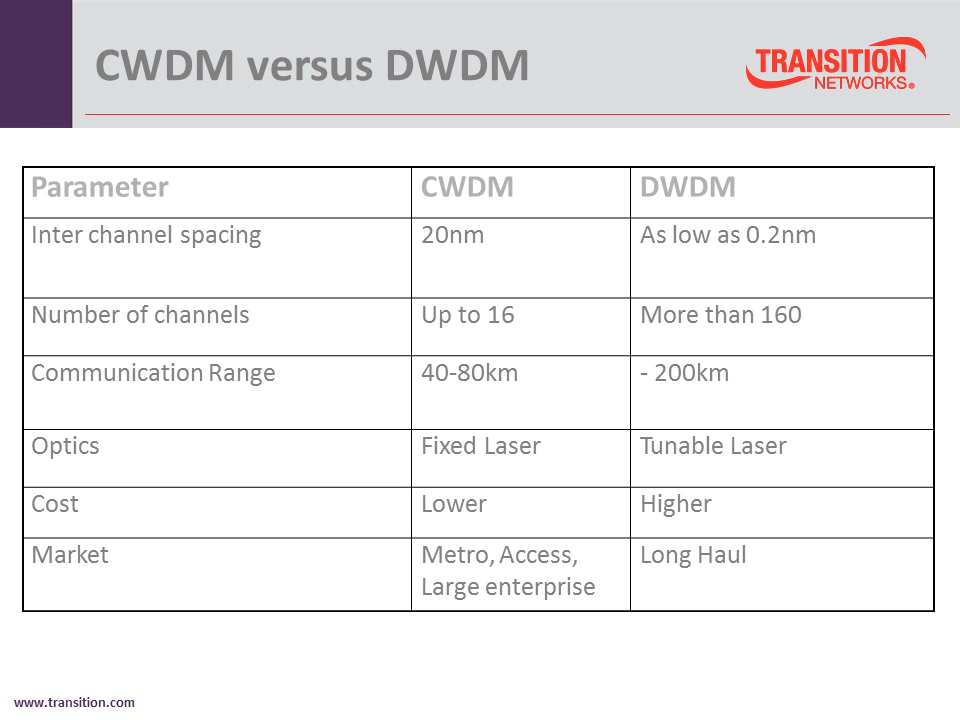 CWDM versus DWDM
TRANSITION
NETWORKS®
Parameter CWDM DWDM
Inter channel spacing 20nm As low as 0.2nm
Number of channels Up to 16 More than 160
Communication Range 40-80km - 200km
Optics Fixed Laser Tunable Laser
Cost Lower Higher
Market Metro, Access, Long Haul
Large enterprise
www.transition.com